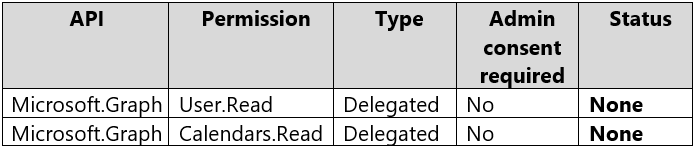 API Permission Type Admin consent required Status
Microsoft.Graph User.Read Delegated No None
Microsoft.Graph Calendars.Read Delegated No None